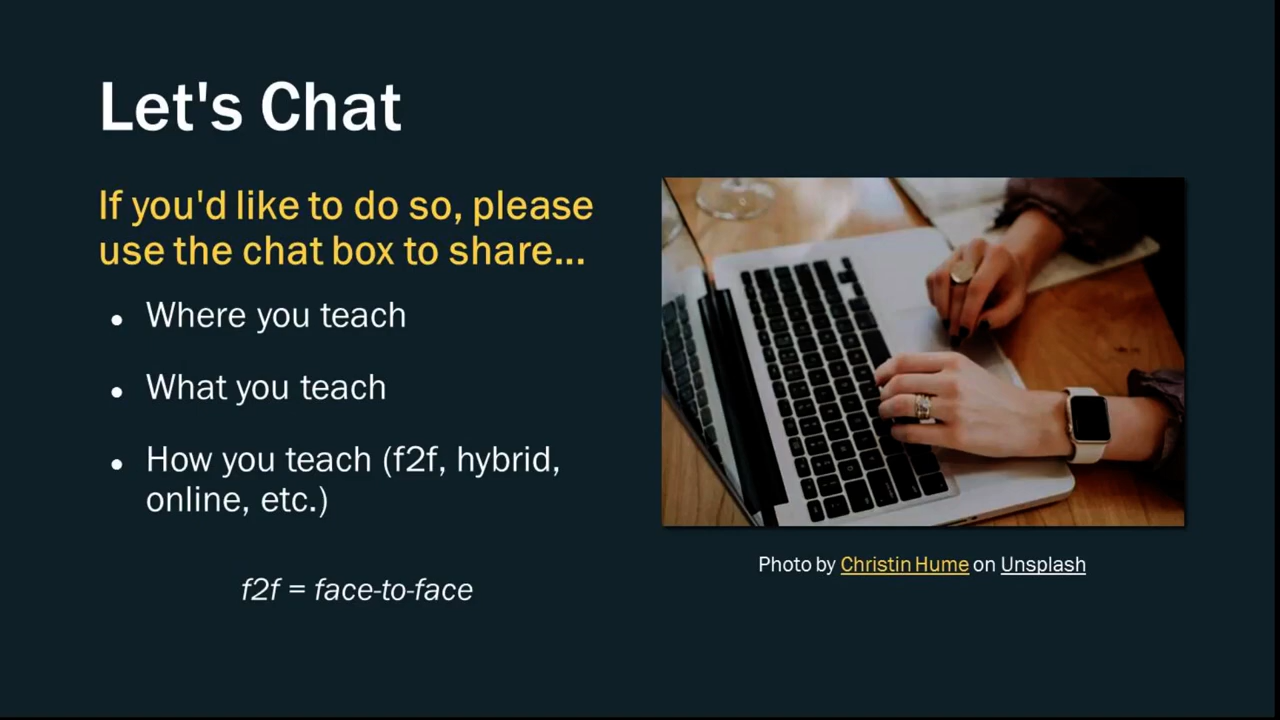 Let's Chat
If you'd like to do so, please
use the chat box to share...
• Where you teach
• What you teach
• How you teach (f2f, hybrid,
online, etc.)
f2f = face-to-face
Photo by Christin Hume on Unsplash